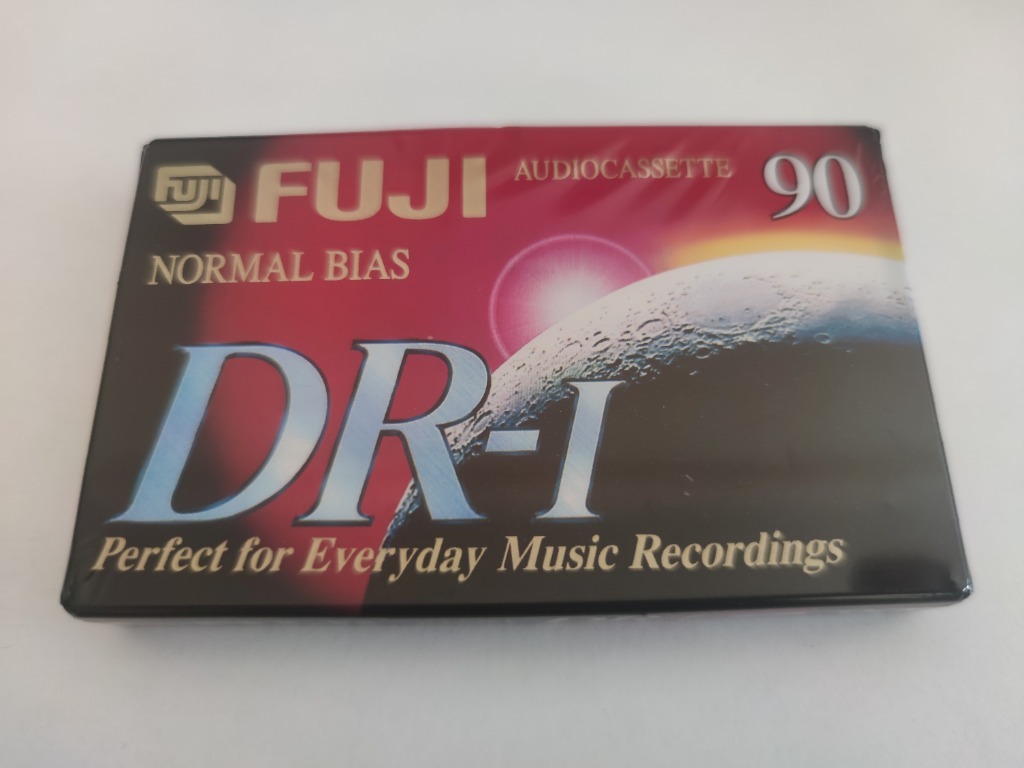 FUJI FUJI AUDIOCASSETTE 90
NORMAL BIAS
DR-I
Perfect for Everyday Music Recordings